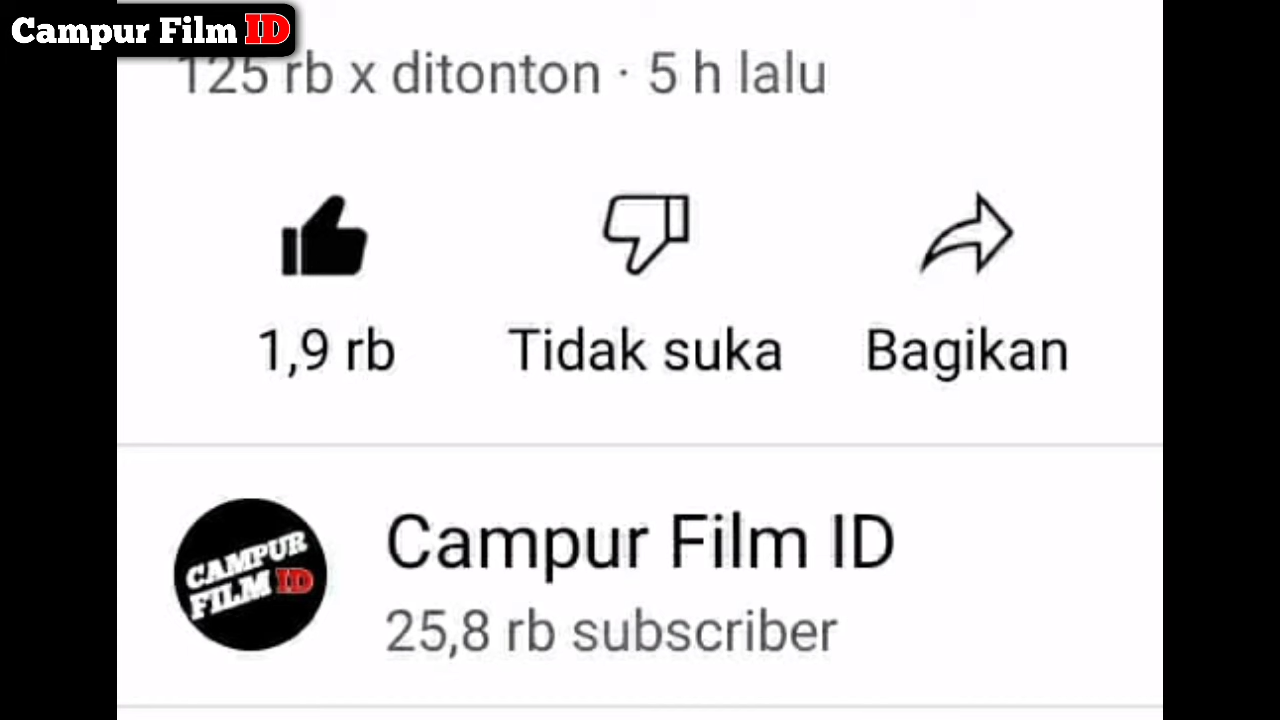 Campur Film ID
125 rb x ditonton · 5 h lalu
1,9 rb
Tidak suka
Bagikan
CAMPUR
FILM ID
Campur Film ID
25,8 rb subscriber